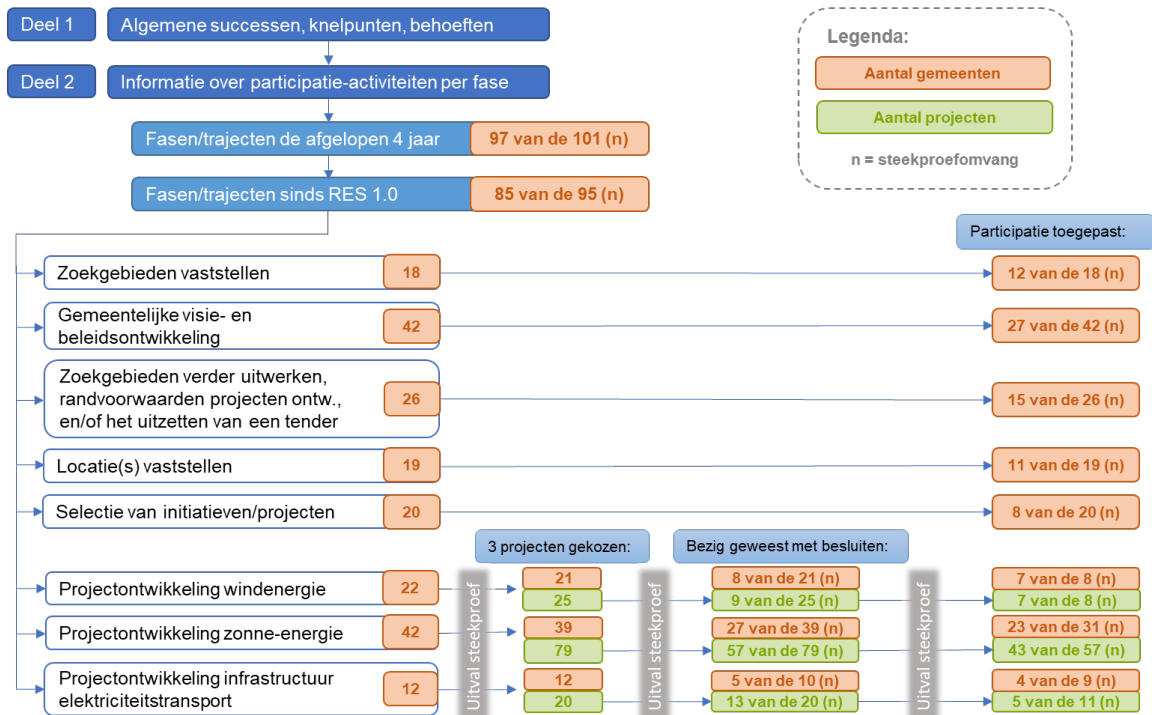 Deel 1
Algemene successen, knelpunten, behoeften
Deel 2
Informatie over participatie-activiteiten per fase
Legenda:
Aantal gemeenten
Aantal projecten
n = steekproefomvang
Fasen/trajecten de afgelopen 4 jaar
97 van de 101 (n)
Fasen/trajecten sinds RES 1.0
85 van de 95 (n)
Participatie toegepast:
Zoekgebieden vaststellen
18
12 van de 18 (n)
Gemeentelijke visie- en
beleidsontwikkeling
42
27 van de 42 (n)
Zoekgebieden verder uitwerken,
randvoorwaarden projecten ontw.,
en/of het uitzetten van een tender
26
15 van de 26 (n)
Locatie(s) vaststellen
19
11 van de 19 (n)
Selectie van initiatieven/projecten
20
8 van de 20 (n)
3 projecten gekozen:
Bezig geweest met besluiten:
Uitval steekproef
Uitval steekproef
Uitval steekproef
Projectontwikkeling windenergie
22
21
25
8 van de 21 (n)
9 van de 25 (n)
7 van de 8 (n)
7 van de 8 (n)
Projectontwikkeling zonne-energie
42
39
79
27 van de 39 (n)
57 van de 79 (n)
23 van de 31 (n)
43 van de 57 (n)
Projectontwikkeling infrastructuur
elektriciteitstransport
12
12
20
5 van de 10 (n)
13 van de 20 (n)
4 van de 9 (n)
5 van de 11 (n)